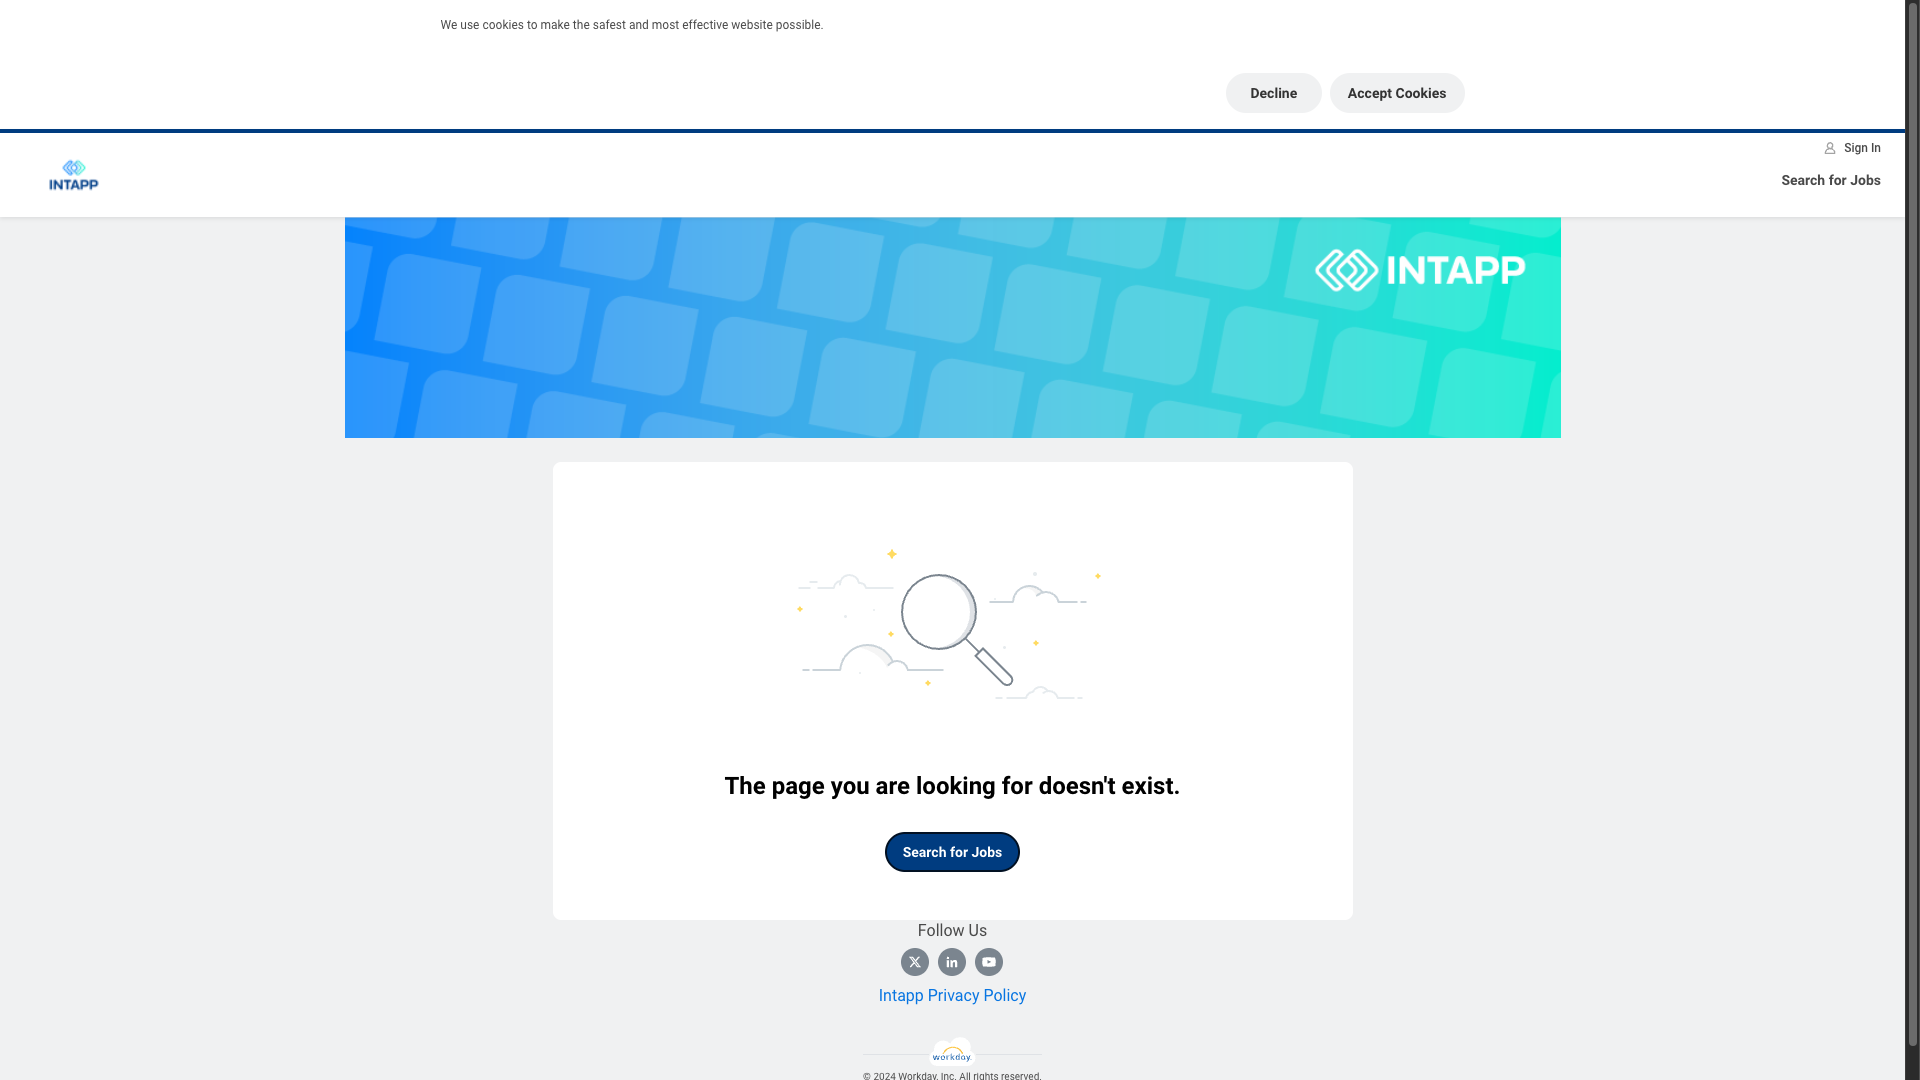 We use cookies to make the safest and most effective website possible.
Decline
Accept Cookies
Sign In
INTAPP
Search for Jobs
INTAPP
The page you are looking for doesn't exist.
Search for Jobs
Follow Us
Intapp Privacy Policy
workday.
© 2024 Workday, Inc. All rights reserved.